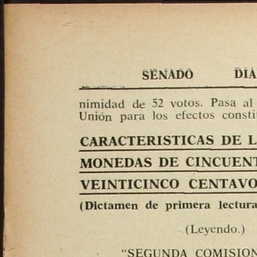 SENADO DIA
nimidad de 52 votos. Pasa al
Unión para los efectos consti
CARACTERISTICAS DE L
MONEDAS DE CINCUENT
VEINTICINCO CENTAVO
(Dictamen de primera lectura
(Leyendo.)
"SEGUNDA COMISION